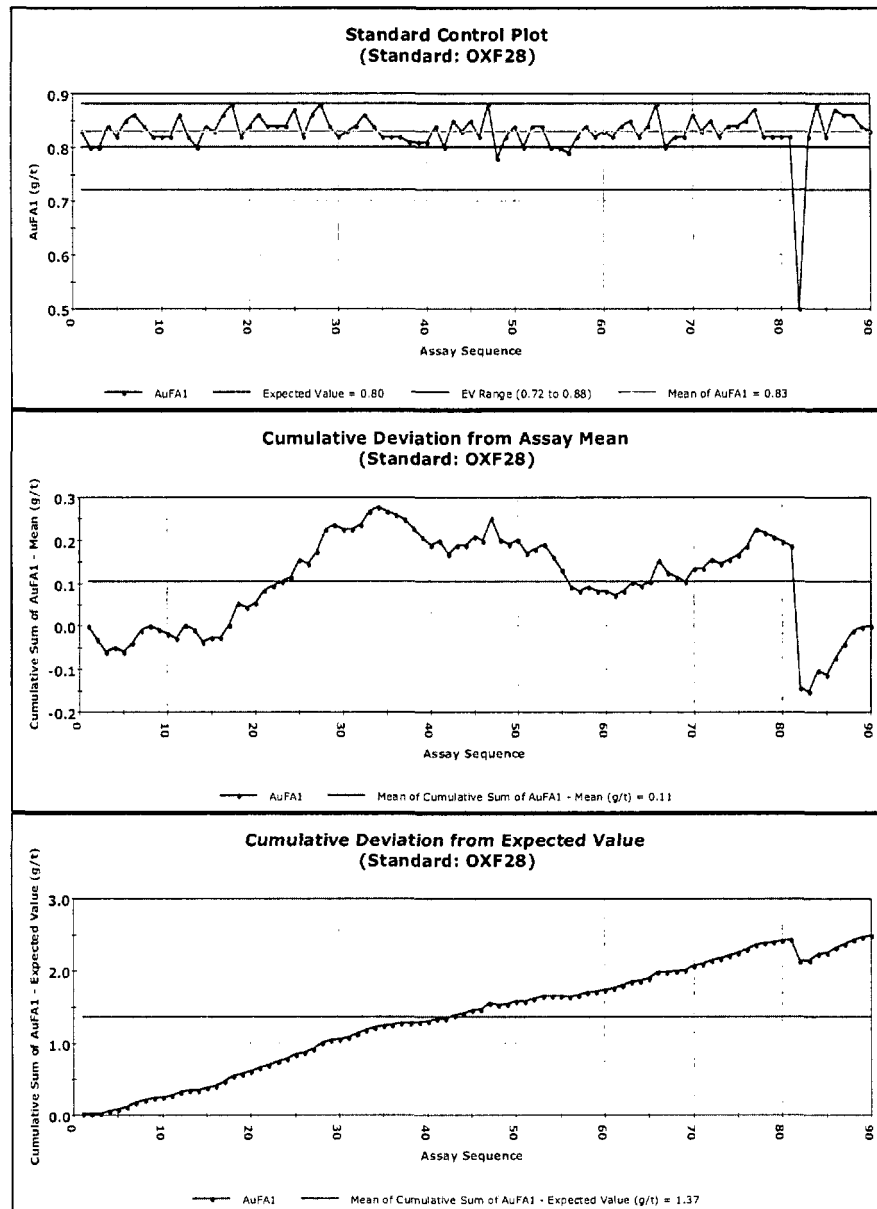 Standard Control Plot
(Standard: OXF28)
AuFA1 (g/t)
0.9
0.8
0.7
0.6
0.5
0 10 20 30 40 50 60 70 80 90
Assay Sequence
AuFA1 Expected Value = 0.80 EV Range (0.72 to 0.88) Mean of AuFA1 = 0.83
Cumulative Deviation from Assay Mean
(Standard: OXF28)
Cumulative Sum of AuFA1 - Mean (g/t)
0.3
0.2
0.1
0.0
-0.1
-0.2
0 10 20 30 40 50 60 70 80 90
Assay Sequence
AuFA1 Mean of Cumulative Sum of AuFA1 - Mean (g/t) = 0.11
Cumulative Deviation from Expected Value
(Standard: OXF28)
Cumulative Sum of AuFA1 - Expected Value (g/t)
3.0
2.0
1.0
0.0
0 10 20 30 40 50 60 70 80 90
Assay Sequence
AuFA1 Mean of Cumulative Sum of AuFA1 - Expected Value (g/t) = 1.37